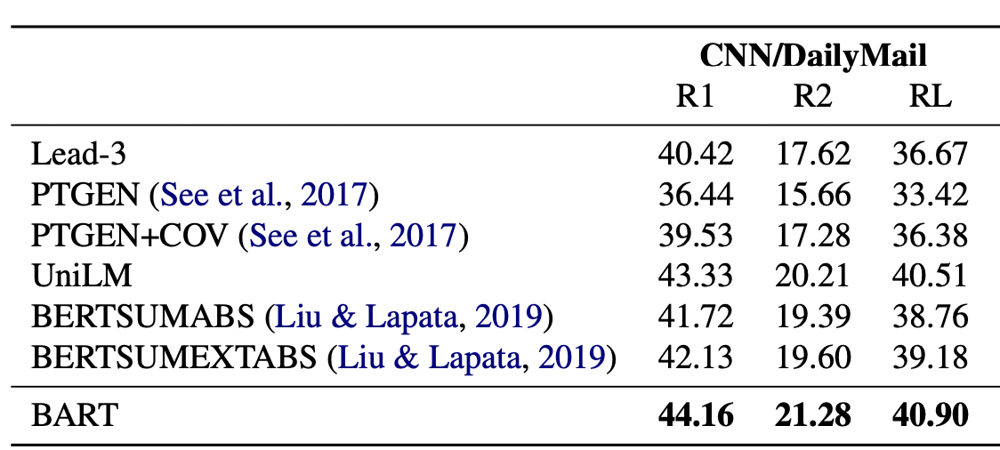 CNN/DailyMail
R1 R2 RL
Lead-3 40.42 17.62 36.67
PTGEN (See et al., 2017) 36.44 15.66 33.42
PTGEN+COV (See et al., 2017) 39.53 17.28 36.38
UniLM 43.33 20.21 40.51
BERTSUMABS (Liu & Lapata, 2019) 41.72 19.39 38.76
BERTSUMEXTABS (Liu & Lapata, 2019) 42.13 19.60 39.18
BART 44.16 21.28 40.90